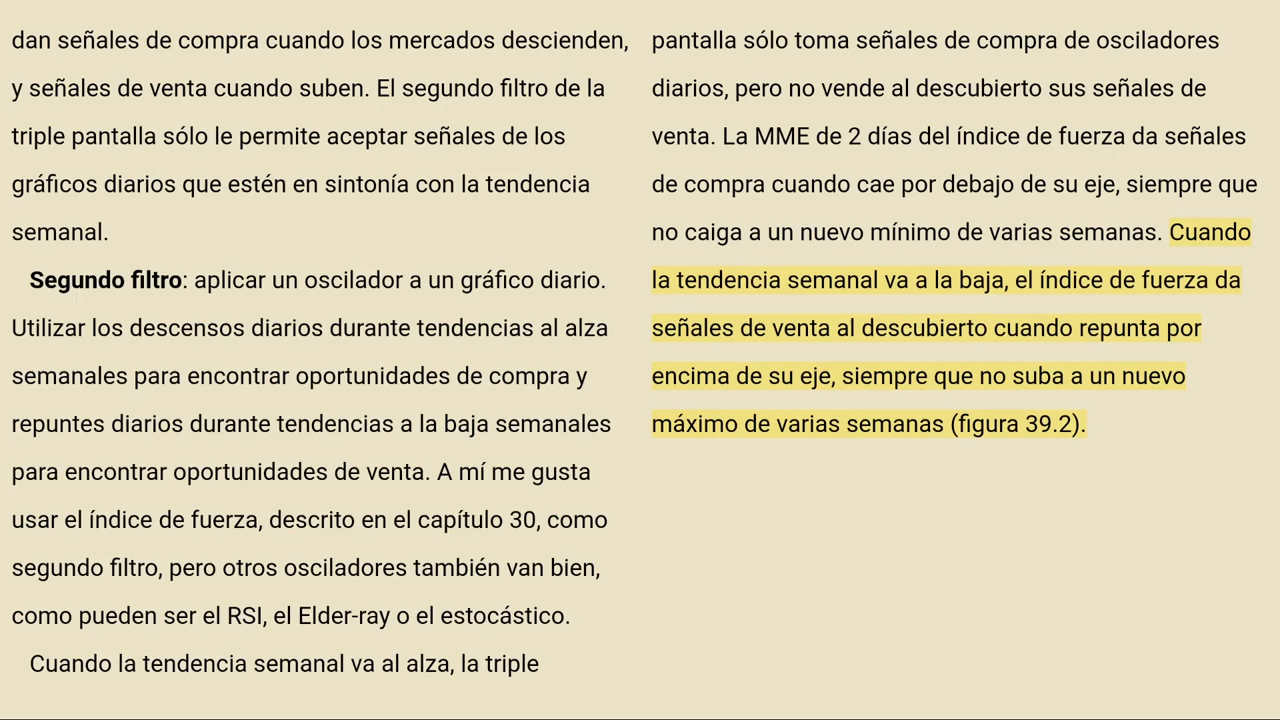 dan señales de compra cuando los mercados descienden,
y señales de venta cuando suben. El segundo filtro de la
triple pantalla sólo le permite aceptar señales de los
gráficos diarios que estén en sintonía con la tendencia
semanal.
Segundo filtro: aplicar un oscilador a un gráfico diario.
Utilizar los descensos diarios durante tendencias al alza
semanales para encontrar oportunidades de compra y
repuntes diarios durante tendencias a la baja semanales
para encontrar oportunidades de venta. A mí me gusta
usar el índice de fuerza, descrito en el capítulo 30, como
segundo filtro, pero otros osciladores también van bien,
como pueden ser el RSI, el Elder-ray o el estocástico.
Cuando la tendencia semanal va al alza, la triple
pantalla sólo toma señales de compra de osciladores
diarios, pero no vende al descubierto sus señales de
venta. La MME de 2 días del índice de fuerza da señales
de compra cuando cae por debajo de su eje, siempre que
no caiga a un nuevo mínimo de varias semanas. Cuando
la tendencia semanal va a la baja, el índice de fuerza da
señales de venta al descubierto cuando repunta por
encima de su eje, siempre que no suba a un nuevo
máximo de varias semanas (figura 39.2).